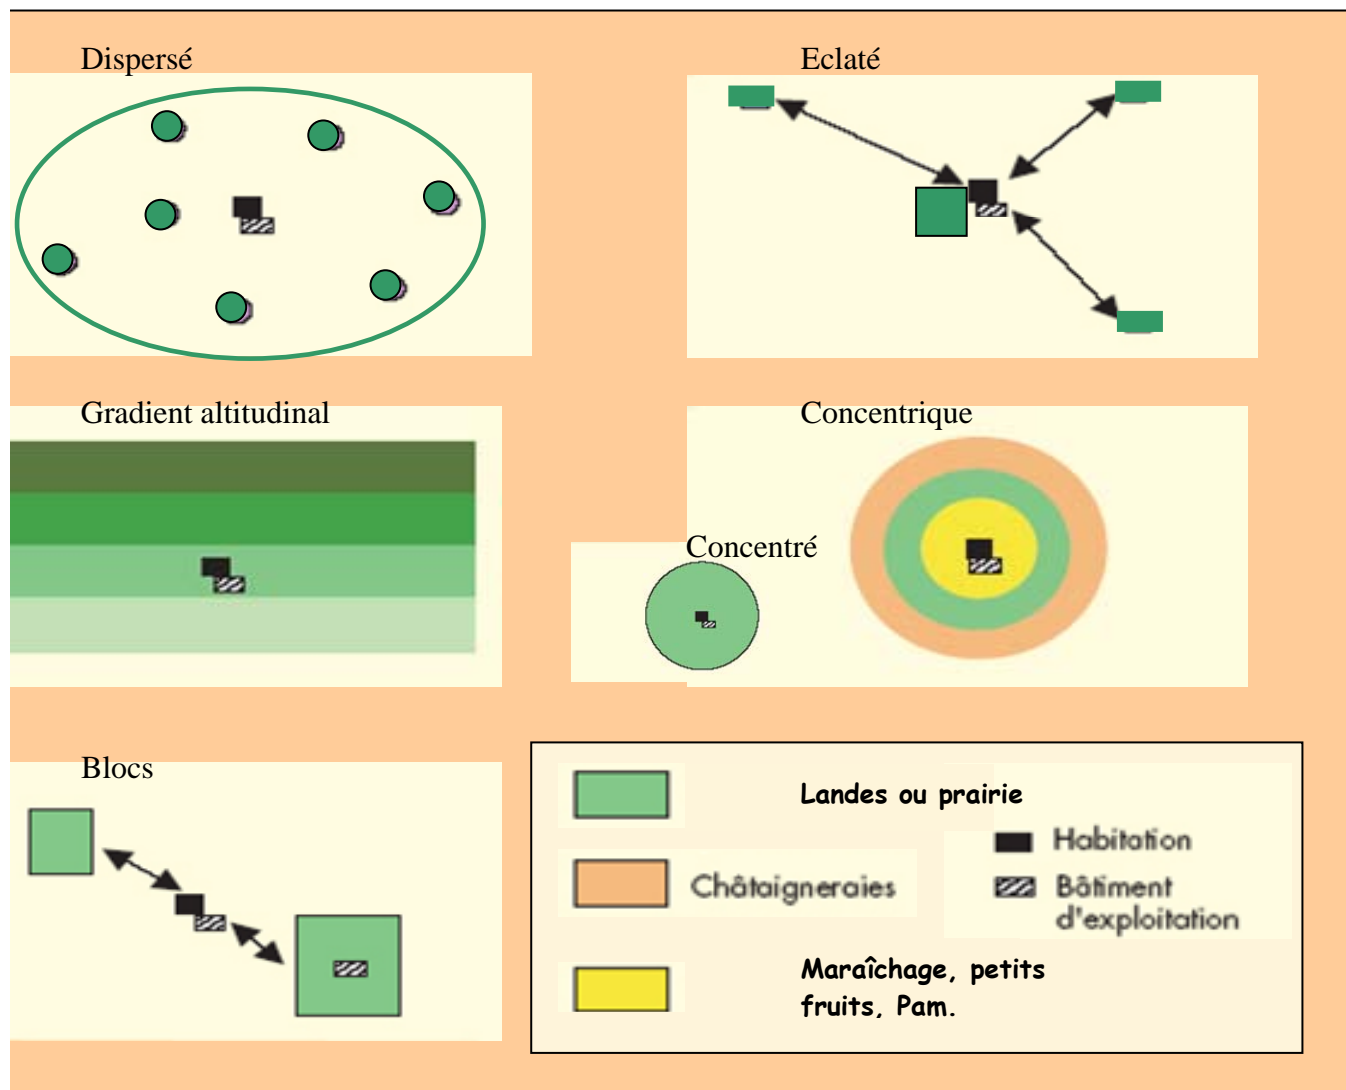 Dispersé
Eclaté
Gradient altitudinal
Concentrique
Concentré
Blocs
Landes ou prairie
Habitation
Châtaigneraies
Bâtiment
d'exploitation
Maraîchage, petits
fruits, Pam.